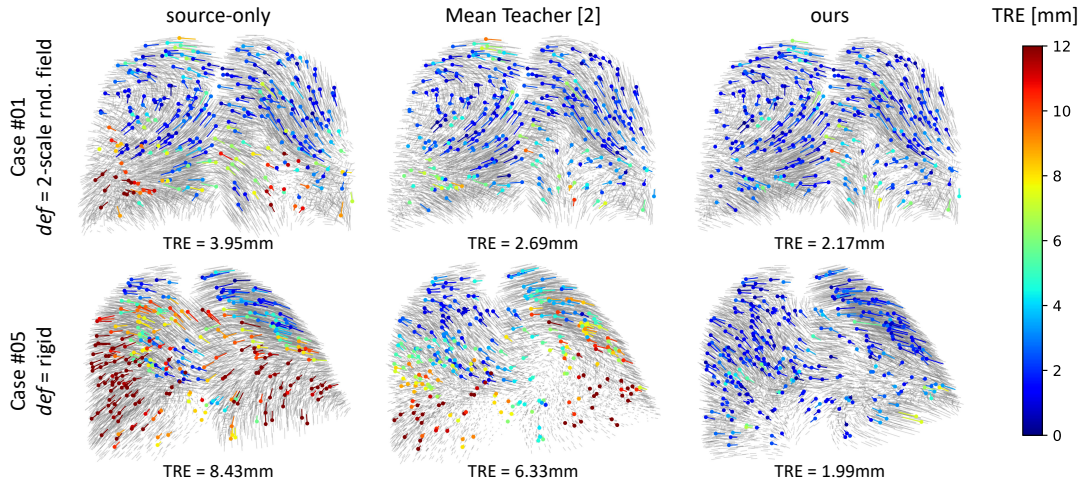 source-only
Mean Teacher [2]
ours
TRE [mm]
Case #01
def = 2-scale rnd. field
TRE = 3.95mm
TRE = 2.69mm
TRE = 2.17mm
Case #05
def = rigid
TRE = 8.43mm
TRE = 6.33mm
TRE = 1.99mm
12
10
8
6
4
2
0